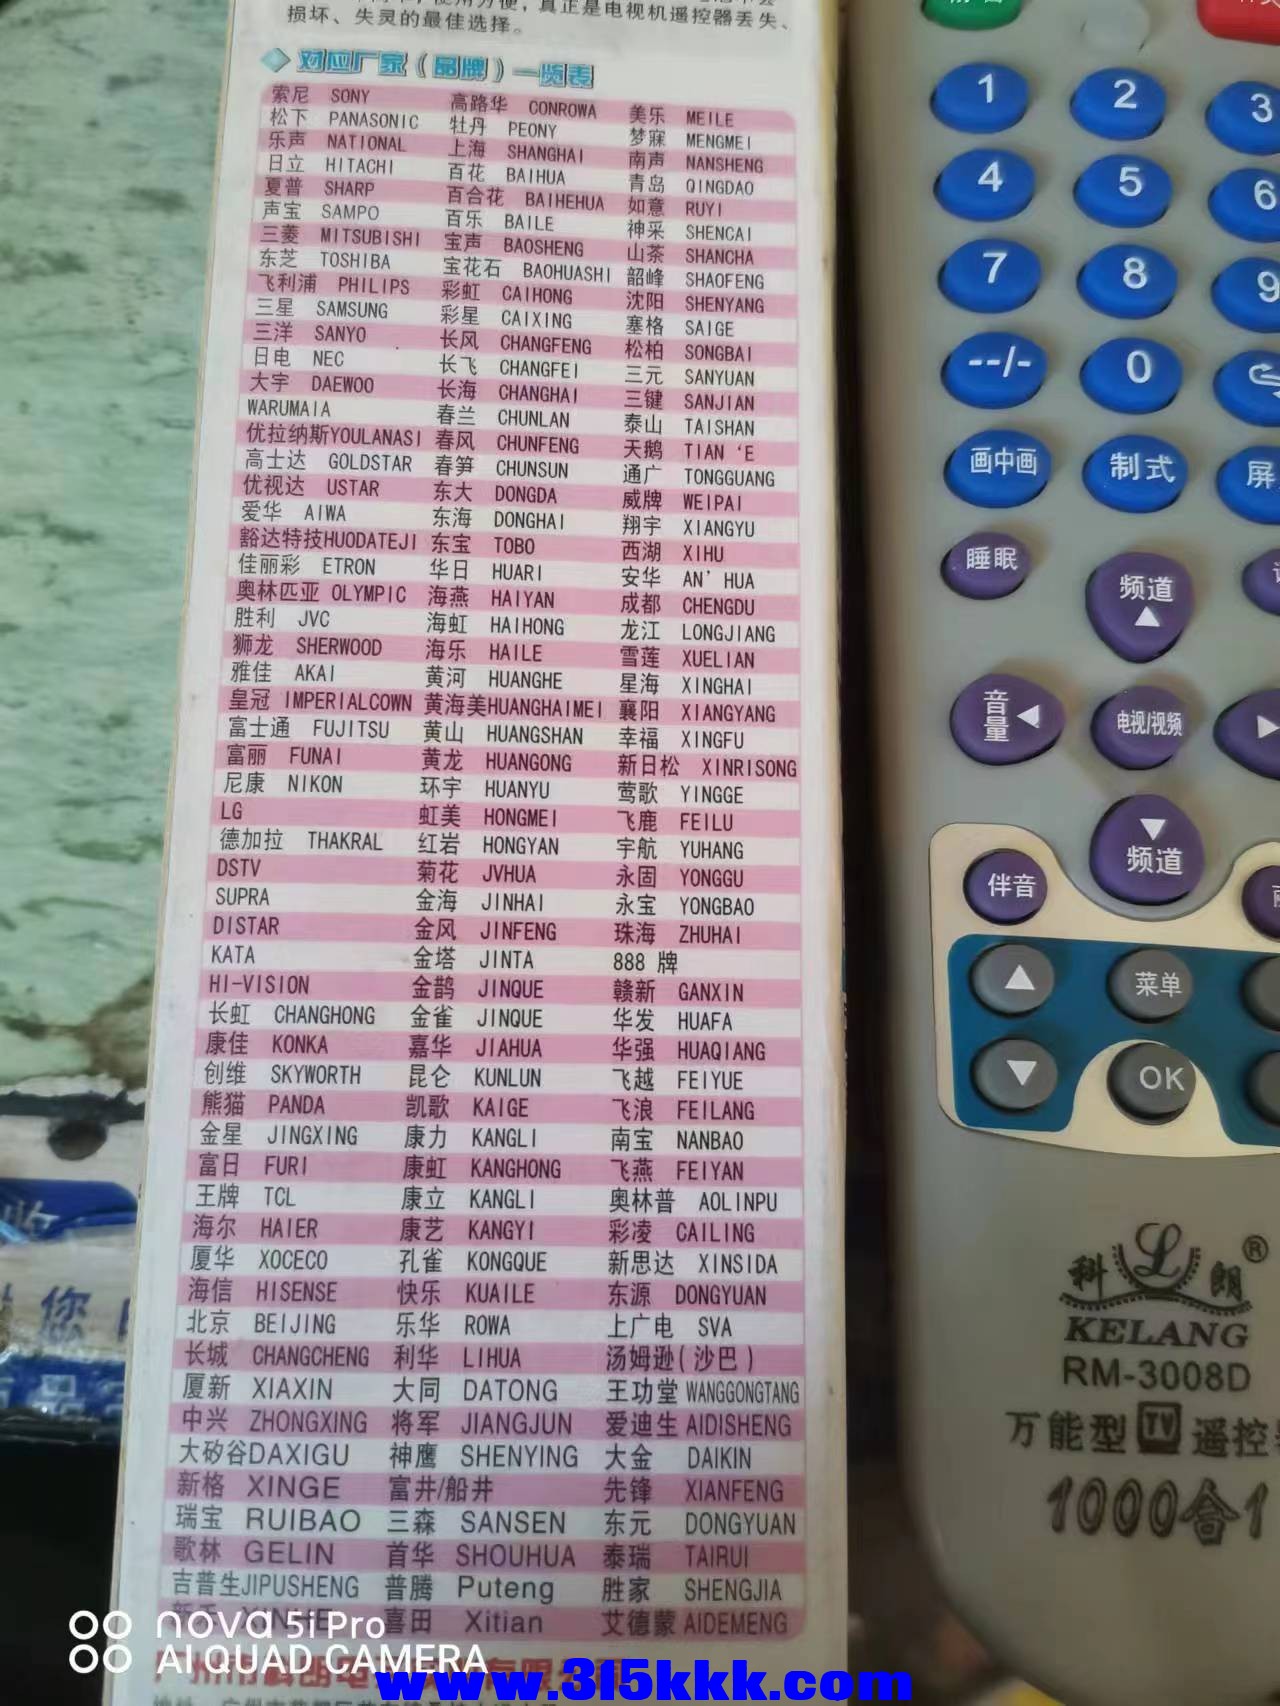 使用方便，真正是电视机遥控器丢失、
损坏、失灵的最佳选择。
对应厂家（品牌）一览表
索尼 SONY 高路华 CONROWA 美乐 MEILE
松下 PANASONIC 牡丹 PEONY 梦寐 MENGMEI
乐声 NATIONAL 上海 SHANGHAI 南声 NANSHENG
日立 HITACHI 百花 BAIHUA 青岛 QINGDAO
夏普 SHARP 百合花 BAIHEHUA 如意 RUYI
声宝 SAMPO 百乐 BAILE 神采 SHENCAI
三菱 MITSUBISHI 宝声 BAOSHENG 山茶 SHANCHA
东芝 TOSHIBA 宝花石 BAOHUASHI 韶峰 SHAOFENG
飞利浦 PHILIPS 彩虹 CAIHONG 沈阳 SHENYANG
三星 SAMSUNG 彩星 CAIXING 塞格 SAIGE
三洋 SANYO 长风 CHANGFENG 松柏 SONGBAI
日电 NEC 长飞 CHANGFEI 三元 SANYUAN
大宇 DAEWOO 长海 CHANGHAI 三键 SANJIAN
WARUMAIA 春兰 CHUNLAN 泰山 TAISHAN
优拉纳斯YOULANASI 春风 CHUNFENG 天鹅 TIAN‘E
高士达 GOLDSTAR 春笋 CHUNSUN 通广 TONGGUANG
优视达 USTAR 东大 DONGDA 威牌 WEIPAI
爱华 AIWA 东海 DONGHAI 翔宇 XIANGYU
豁达特技HUODATEJI 东宝 TOBO 西湖 XIHU
佳丽彩 ETRON 华日 HUARI 安华 AN’HUA
奥林匹亚 OLYMPIC 海燕 HAIYAN 成都 CHENGDU
胜利 JVC 海虹 HAIHONG 龙江 LONGJIANG
狮龙 SHERWOOD 海乐 HAILE 雪莲 XUELIAN
雅佳 AKAI 黄河 HUANGHE 星海 XINGHAI
皇冠 IMPERIALCOWN 黄海美HUANGHAIMEI 襄阳 XIANGYANG
富士通 FUJITSU 黄山 HUANGSHAN 幸福 XINGFU
富丽 FUNAI 黄龙 HUANGONG 新日松 XINRISONG
尼康 NIKON 环宇 HUANYU 莺歌 YINGGE
LG 虹美 HONGMEI 飞鹿 FEILU
德加拉 THAKRAL 红岩 HONGYAN 宇航 YUHANG
DSTV 菊花 JVHUA 永固 YONGGU
SUPRA 金海 JINHAI 永宝 YONGBAO
DISTAR 金风 JINFENG 珠海 ZHUHAI
KATA 金塔 JINTA 888 牌
HI-VISION 金鹊 JINQUE 赣新 GANXIN
长虹 CHANGHONG 金雀 JINQUE 华发 HUAFA
康佳 KONKA 嘉华 JIAHUA 华强 HUAQIANG
创维 SKYWORTH 昆仑 KUNLUN 飞越 FEIYUE
熊猫 PANDA 凯歌 KAIGE 飞浪 FEILANG
金星 JINGXING 康力 KANGLI 南宝 NANBAO
富日 FURI 康虹 KANGHONG 飞燕 FEIYAN
王牌 TCL 康立 KANGLI 奥林普 AOLINPU
海尔 HAIER 康艺 KANGYI 彩凌 CAILING
厦华 XOCECO 孔雀 KONGQUE 新思达 XINSIDA
海信 HISENSE 快乐 KUAILE 东源 DONGYUAN
北京 BEIJING 乐华 ROWA 上广电 SVA
长城 CHANGCHENG 利华 LIHUA 汤姆逊（沙巴）
厦新 XIAXIN 大同 DATONG 王功堂 WANGGONGTANG
中兴 ZHONGXING 将军 JIANGJUN 爱迪生 AIDISHENG
大矽谷DAXIGU 神鹰 SHENYING 大金 DAIKIN
新格 XINGE 富井/船井 先锋 XIANFENG
瑞宝 RUIBAO 三森 SANSEN 东元 DONGYUAN
歌林 GELIN 首华 SHOUHUA 泰瑞 TAIRUI
吉普生JIPUSHENG 普腾 Puteng 胜家 SHENGJIA
喜田 Xitian 艾德蒙 AIDEMENG
nova 5i Pro
AI QUAD CAMERA
www.315kkk.com
1 2 3
4 5 6
7 8 9
--/- 0
画中画 制式 屏
睡眠 频道
音量 电视/视频
频道
伴音
菜单
OK
科朗®
KELANG
RM-3008D
万能型 TV 遥控
1000合1
您